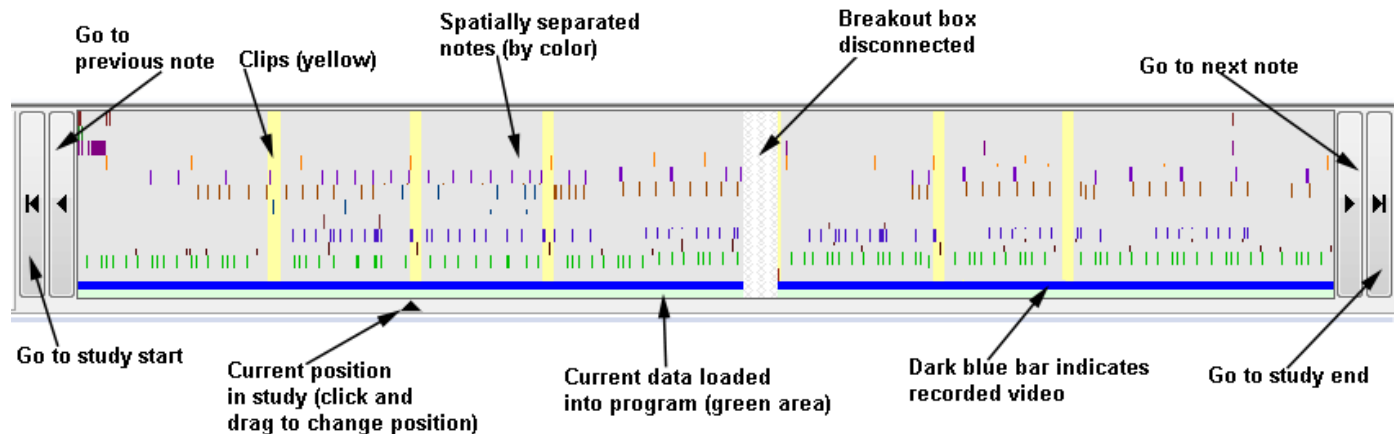 Go to
previous note
Clips (yellow)
Spatially separated
notes (by color)
Breakout box
disconnected
Go to next note
Go to study start
Current position
in study (click and
drag to change position)
Current data loaded
into program (green area)
Dark blue bar indicates
recorded video
Go to study end